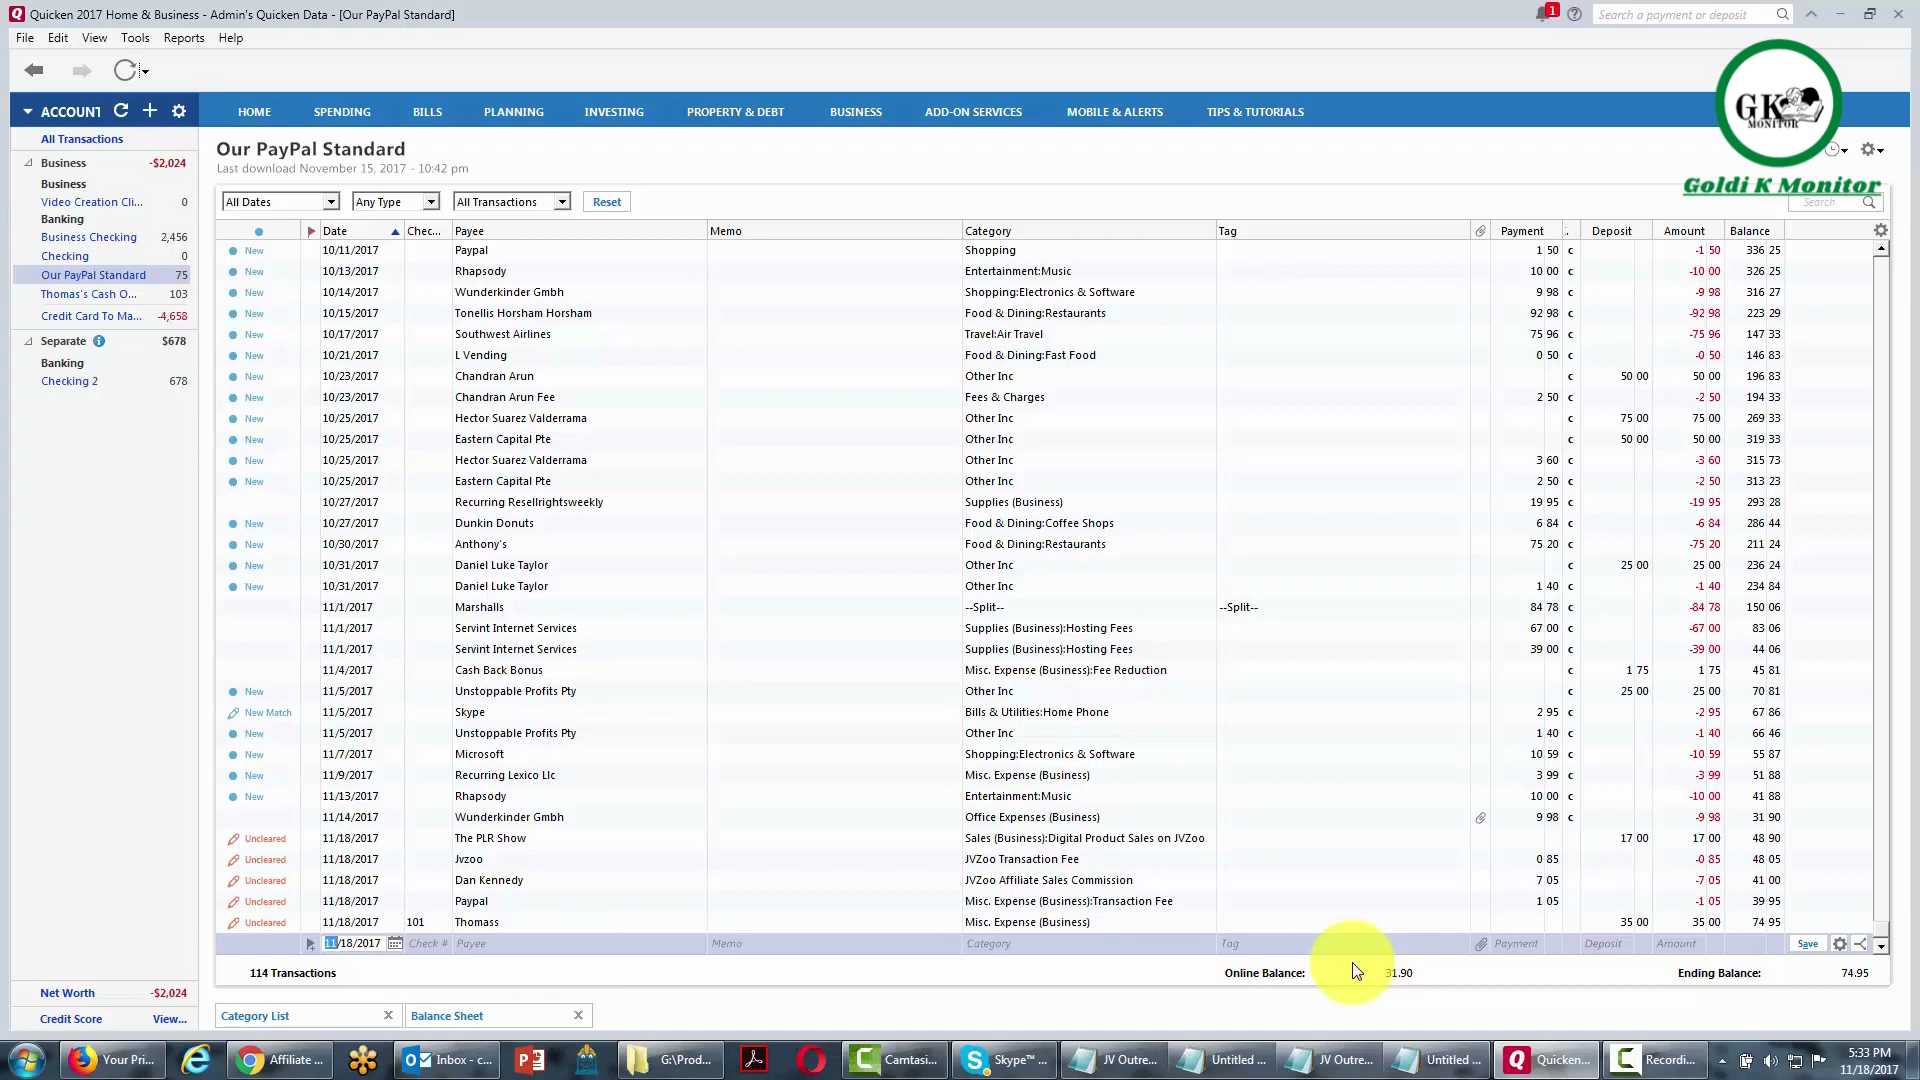 Quicken 2017 Home & Business - Admin's Quicken Data - [Our PayPal Standard]
1
Search a payment or deposit
File Edit View Tools Reports Help
GK
MONITOR
Goldi K Monitor
ACCOUNT
HOME SPENDING BILLS PLANNING INVESTING PROPERTY & DEBT BUSINESS ADD-ON SERVICES MOBILE & ALERTS TIPS & TUTORIALS
All Transactions
Business -$2,024
Business
Video Creation Cli... 0
Banking
Business Checking 2,456
Checking 0
Our PayPal Standard 75
Thomas's Cash O... 103
Credit Card To Ma... -4,658
Separate $678
Banking
Checking 2 678
Net Worth -$2,024
Credit Score View...
Our PayPal Standard
Last download November 15, 2017 - 10:42 pm
All Dates Any Type All Transactions Reset Search
Date Chec... Payee Memo Category Tag Payment . Deposit Amount Balance
New 10/11/2017 Paypal Shopping 1 50 c -1 50 336 25
New 10/13/2017 Rhapsody Entertainment:Music 10 00 c -10 00 326 25
New 10/14/2017 Wunderkinder Gmbh Shopping:Electronics & Software 9 98 c -9 98 316 27
New 10/15/2017 Tonellis Horsham Horsham Food & Dining:Restaurants 92 98 c -92 98 223 29
New 10/17/2017 Southwest Airlines Travel:Air Travel 75 96 c -75 96 147 33
New 10/21/2017 L Vending Food & Dining:Fast Food 0 50 c -0 50 146 83
New 10/23/2017 Chandran Arun Other Inc c 50 00 50 00 196 83
New 10/23/2017 Chandran Arun Fee Fees & Charges 2 50 c -2 50 194 33
New 10/25/2017 Hector Suarez Valderrama Other Inc c 75 00 75 00 269 33
New 10/25/2017 Eastern Capital Pte Other Inc c 50 00 50 00 319 33
New 10/25/2017 Hector Suarez Valderrama Other Inc 3 60 c -3 60 315 73
New 10/25/2017 Eastern Capital Pte Other Inc 2 50 c -2 50 313 23
10/27/2017 Recurring Resellrightsweekly Supplies (Business) 19 95 c -19 95 293 28
New 10/27/2017 Dunkin Donuts Food & Dining:Coffee Shops 6 84 c -6 84 286 44
New 10/30/2017 Anthony's Food & Dining:Restaurants 75 20 c -75 20 211 24
New 10/31/2017 Daniel Luke Taylor Other Inc c 25 00 25 00 236 24
New 10/31/2017 Daniel Luke Taylor Other Inc 1 40 c -1 40 234 84
11/1/2017 Marshalls --Split-- --Split-- 84 78 c -84 78 150 06
11/1/2017 Servint Internet Services Supplies (Business):Hosting Fees 67 00 c -67 00 83 06
11/1/2017 Servint Internet Services Supplies (Business):Hosting Fees 39 00 c -39 00 44 06
11/4/2017 Cash Back Bonus Misc. Expense (Business):Fee Reduction c 1 75 1 75 45 81
New 11/5/2017 Unstoppable Profits Pty Other Inc c 25 00 25 00 70 81
New Match 11/5/2017 Skype Bills & Utilities:Home Phone 2 95 c -2 95 67 86
New 11/5/2017 Unstoppable Profits Pty Other Inc 1 40 c -1 40 66 46
New 11/7/2017 Microsoft Shopping:Electronics & Software 10 59 c -10 59 55 87
New 11/9/2017 Recurring Lexico Llc Misc. Expense (Business) 3 99 c -3 99 51 88
New 11/13/2017 Rhapsody Entertainment:Music 10 00 c -10 00 41 88
11/14/2017 Wunderkinder Gmbh Office Expenses (Business) 9 98 c -9 98 31 90
Uncleared 11/18/2017 The PLR Show Sales (Business):Digital Product Sales on JVZoo 17 00 17 00 48 90
Uncleared 11/18/2017 Jvzoo JVZoo Transaction Fee 0 85 -0 85 48 05
Uncleared 11/18/2017 Dan Kennedy JVZoo Affiliate Sales Commission 7 05 -7 05 41 00
Uncleared 11/18/2017 Paypal Misc. Expense (Business):Transaction Fee 1 05 -1 05 39 95
Uncleared 11/18/2017 101 Thomass Misc. Expense (Business) 35 00 35 00 74 95
11/18/2017 Check # Payee Memo Category Tag Payment Deposit Amount Save
114 Transactions Online Balance: 31.90 Ending Balance: 74.95
Category List Balance Sheet
Your Pri... Affiliate ... Inbox - c... G:\Prod... Camtasi... Skype™ ... JV Outre... Untitled ... JV Outre... Untitled ... Quicken... Recordi...
5:33 PM
11/18/2017